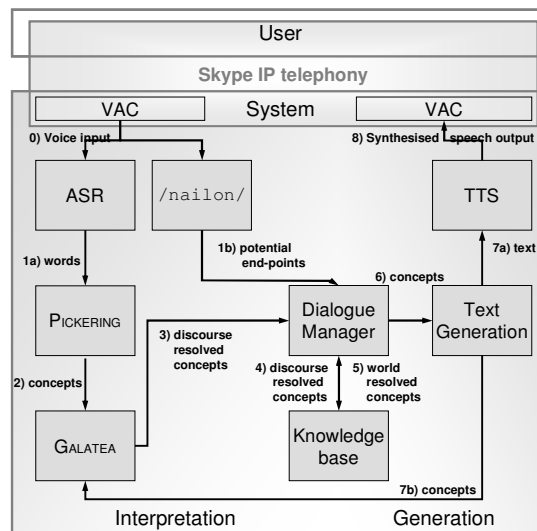 User
Skype IP telephony
VAC
System
VAC
0) Voice input
8) Synthesised speech output
ASR
/nailon/
TTS
1a) words
1b) potential
end-points
7a) text
6) concepts
PICKERING
Dialogue
Manager
Text
Generation
3) discourse
resolved
concepts
2) concepts
4) discourse
resolved
concepts
5) world
resolved
concepts
GALATEA
Knowledge
base
7b) concepts
Interpretation
Generation